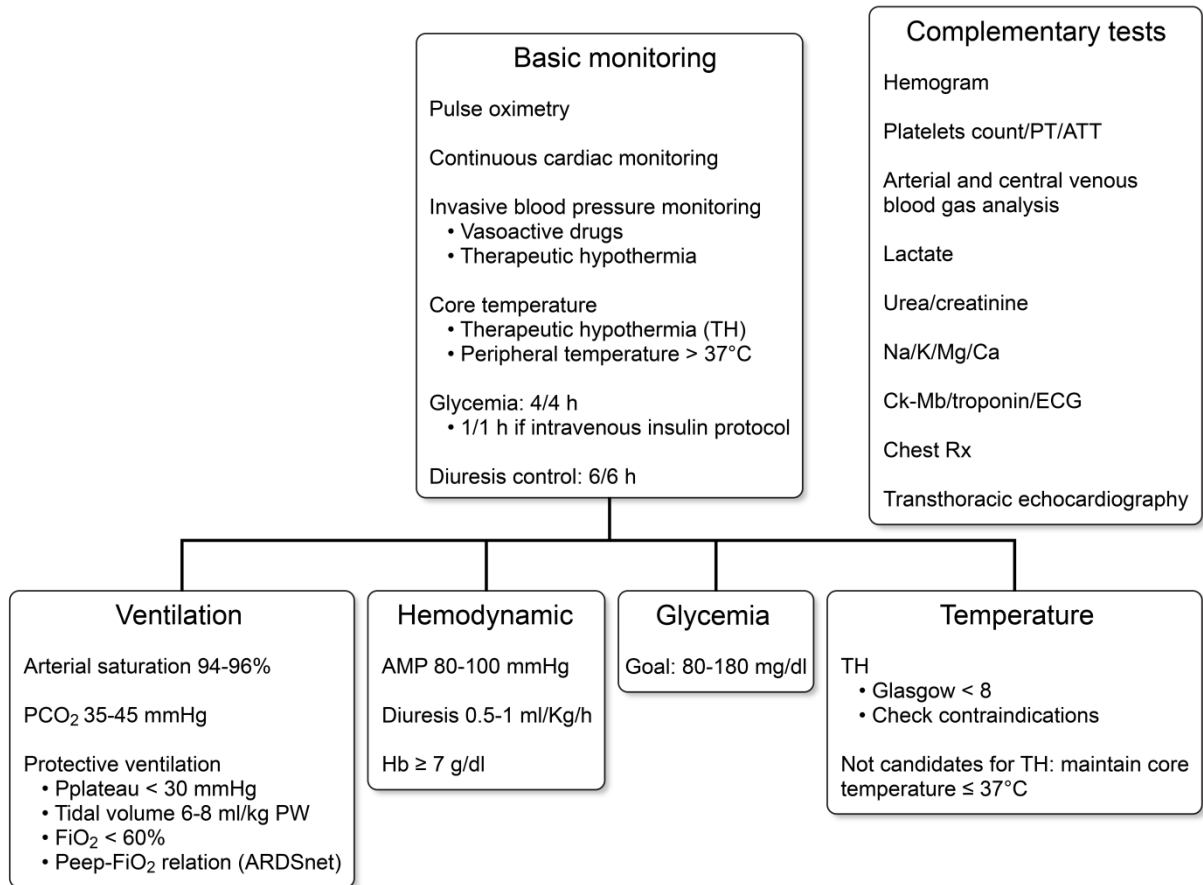 Basic monitoring
Pulse oximetry
Continuous cardiac monitoring
Invasive blood pressure monitoring
• Vasoactive drugs
• Therapeutic hypothermia
Core temperature
• Therapeutic hypothermia (TH)
• Peripheral temperature > 37°C
Glycemia: 4/4 h
• 1/1 h if intravenous insulin protocol
Diuresis control: 6/6 h
Complementary tests
Hemogram
Platelets count/PT/ATT
Arterial and central venous
blood gas analysis
Lactate
Urea/creatinine
Na/K/Mg/Ca
Ck-Mb/troponin/ECG
Chest Rx
Transthoracic echocardiography
Ventilation
Arterial saturation 94-96%
PCO₂ 35-45 mmHg
Protective ventilation
• Pplateau < 30 mmHg
• Tidal volume 6-8 ml/kg PW
• FiO₂ < 60%
• Peep-FiO₂ relation (ARDSnet)
Hemodynamic
AMP 80-100 mmHg
Diuresis 0.5-1 ml/Kg/h
Hb ≥ 7 g/dl
Glycemia
Goal: 80-180 mg/dl
Temperature
TH
• Glasgow < 8
• Check contraindications
Not candidates for TH: maintain core
temperature ≤ 37°C